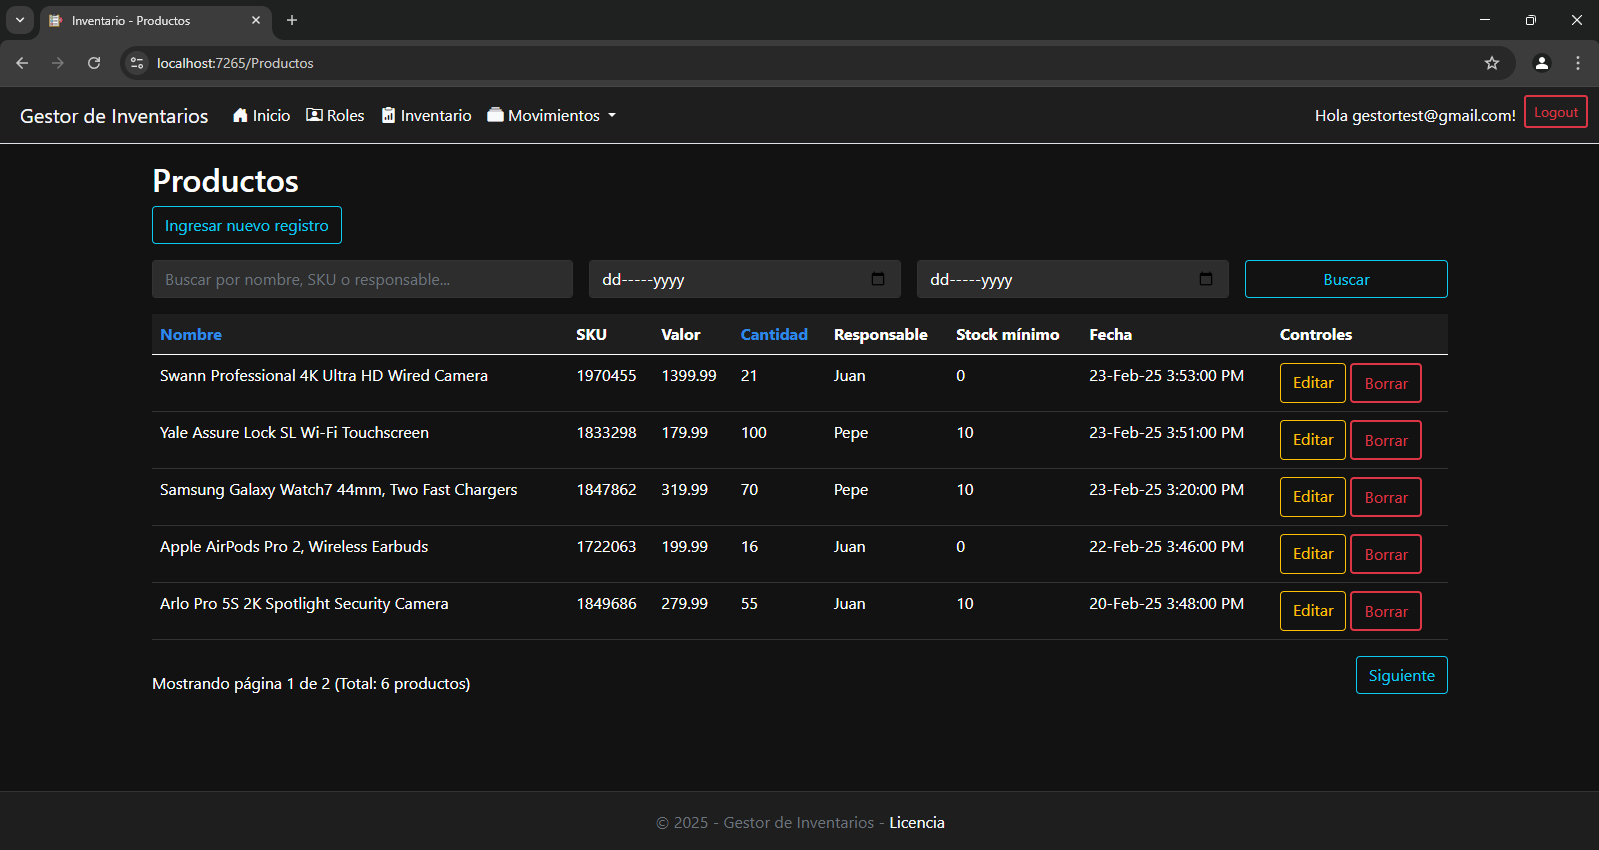 Inventario - Productos
localhost:7265/Productos
Gestor de Inventarios Inicio Roles Inventario Movimientos Hola gestortest@gmail.com! Logout
Productos
Ingresar nuevo registro
Buscar por nombre, SKU o responsable... dd-----yyyy dd-----yyyy Buscar
Nombre SKU Valor Cantidad Responsable Stock mínimo Fecha Controles
Swann Professional 4K Ultra HD Wired Camera 1970455 1399.99 21 Juan 0 23-Feb-25 3:53:00 PM Editar Borrar
Yale Assure Lock SL Wi-Fi Touchscreen 1833298 179.99 100 Pepe 10 23-Feb-25 3:51:00 PM Editar Borrar
Samsung Galaxy Watch7 44mm, Two Fast Chargers 1847862 319.99 70 Pepe 10 23-Feb-25 3:20:00 PM Editar Borrar
Apple AirPods Pro 2, Wireless Earbuds 1722063 199.99 16 Juan 0 22-Feb-25 3:46:00 PM Editar Borrar
Arlo Pro 5S 2K Spotlight Security Camera 1849686 279.99 55 Juan 10 20-Feb-25 3:48:00 PM Editar Borrar
Mostrando página 1 de 2 (Total: 6 productos) Siguiente
© 2025 - Gestor de Inventarios - Licencia